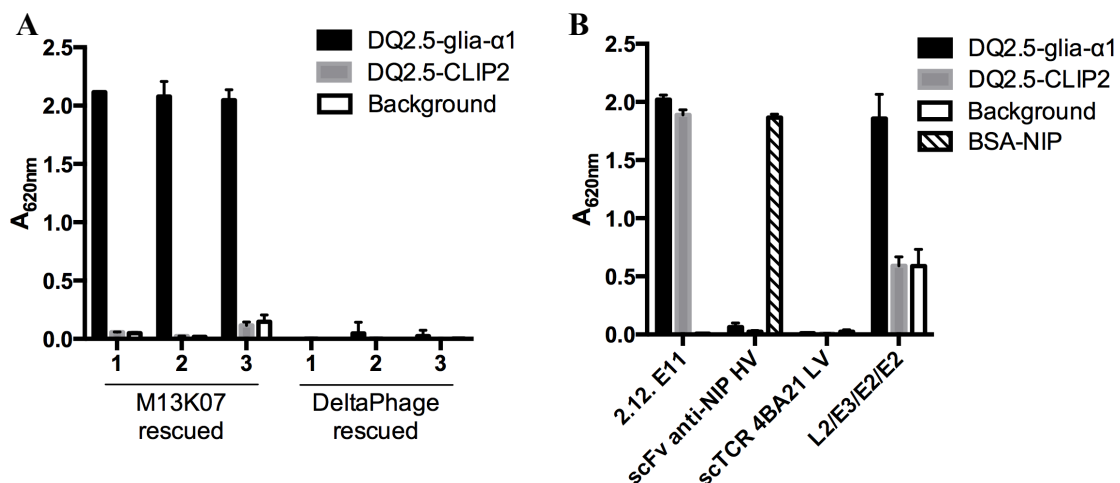 A
DQ2.5-glia-α1
DQ2.5-CLIP2
Background
A620nm
2.5
2.0
1.5
1.0
0.5
0.0
1 2 3 1 2 3
M13K07 rescued
DeltaPhage rescued
B
DQ2.5-glia-α1
DQ2.5-CLIP2
Background
BSA-NIP
A620nm
2.5
2.0
1.5
1.0
0.5
0.0
2.12. E11
scFv anti-NIP HV
scTCR 4BA21 LV
L2/E3/E2/E2